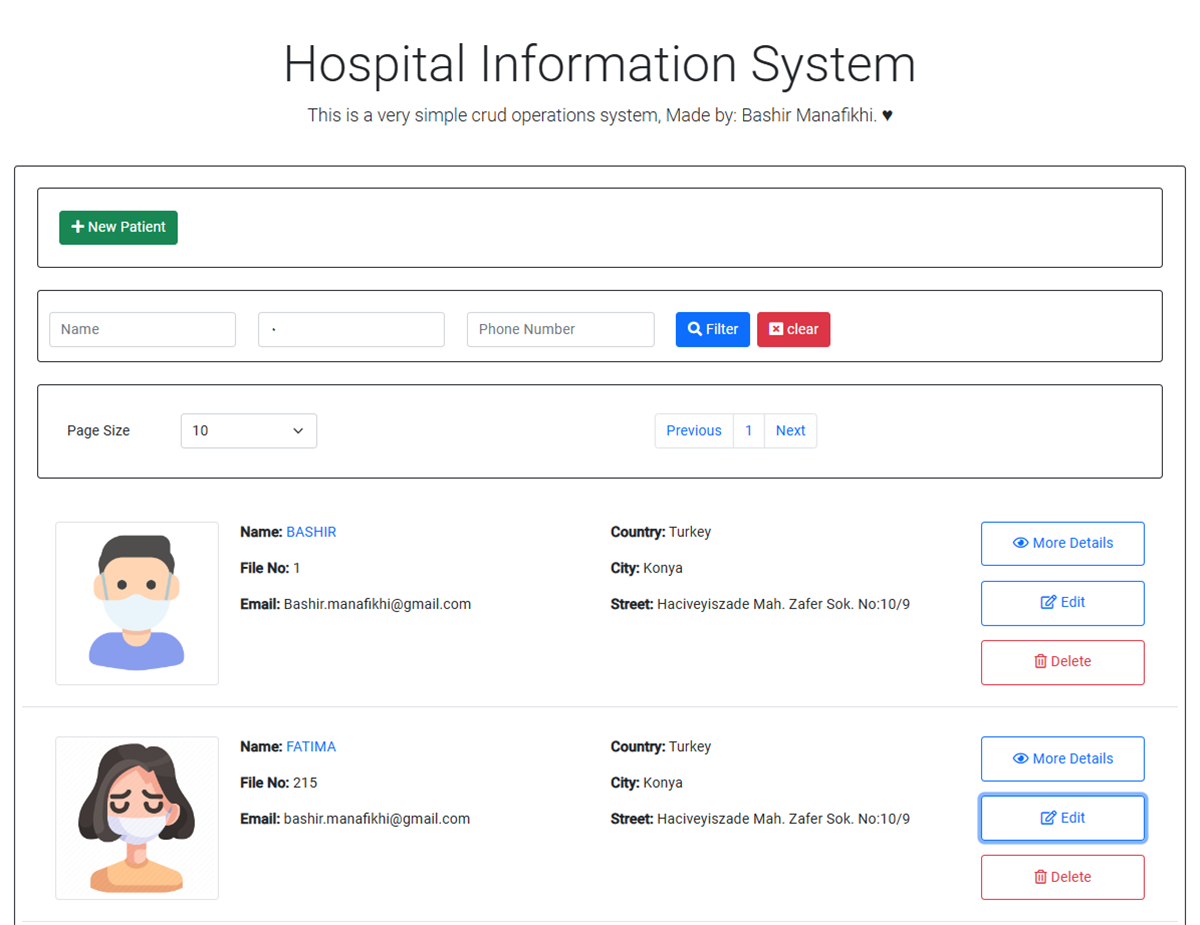 Hospital Information System
This is a very simple crud operations system, Made by: Bashir Manafikhi. ♥
New Patient
Name . Phone Number Filter clear
Page Size 10 Previous 1 Next
Name: BASHIR Country: Turkey More Details
File No: 1 City: Konya
Email: Bashir.manafikhi@gmail.com Street: Haciveyiszade Mah. Zafer Sok. No:10/9 Edit
Delete
Name: FATIMA Country: Turkey More Details
File No: 215 City: Konya
Email: bashir.manafikhi@gmail.com Street: Haciveyiszade Mah. Zafer Sok. No:10/9 Edit
Delete